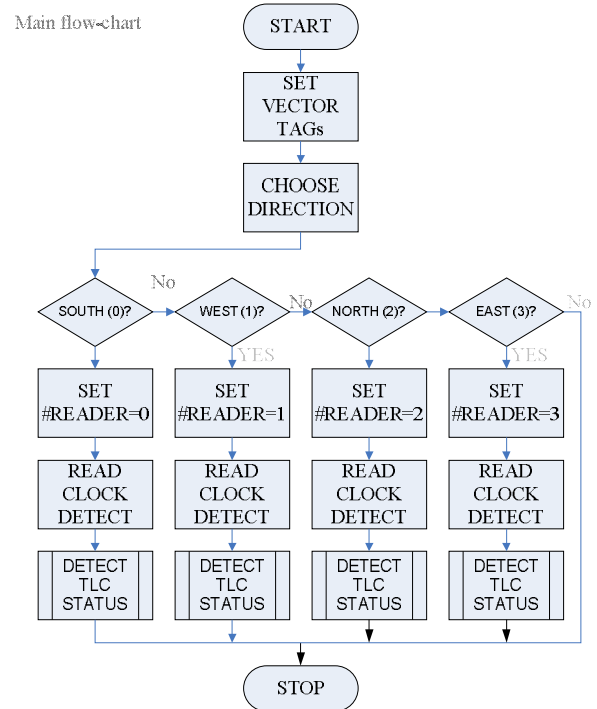 Main flow-chart
START
SET
VECTOR
TAGs
CHOOSE
DIRECTION
No
No
No
SOUTH (0)?
WEST (1)?
NORTH (2)?
EAST (3)?
YES
YES
SET
#READER=0
SET
#READER=1
SET
#READER=2
SET
#READER=3
READ
CLOCK
DETECT
READ
CLOCK
DETECT
READ
CLOCK
DETECT
READ
CLOCK
DETECT
DETECT
TLC
STATUS
DETECT
TLC
STATUS
DETECT
TLC
STATUS
DETECT
TLC
STATUS
STOP